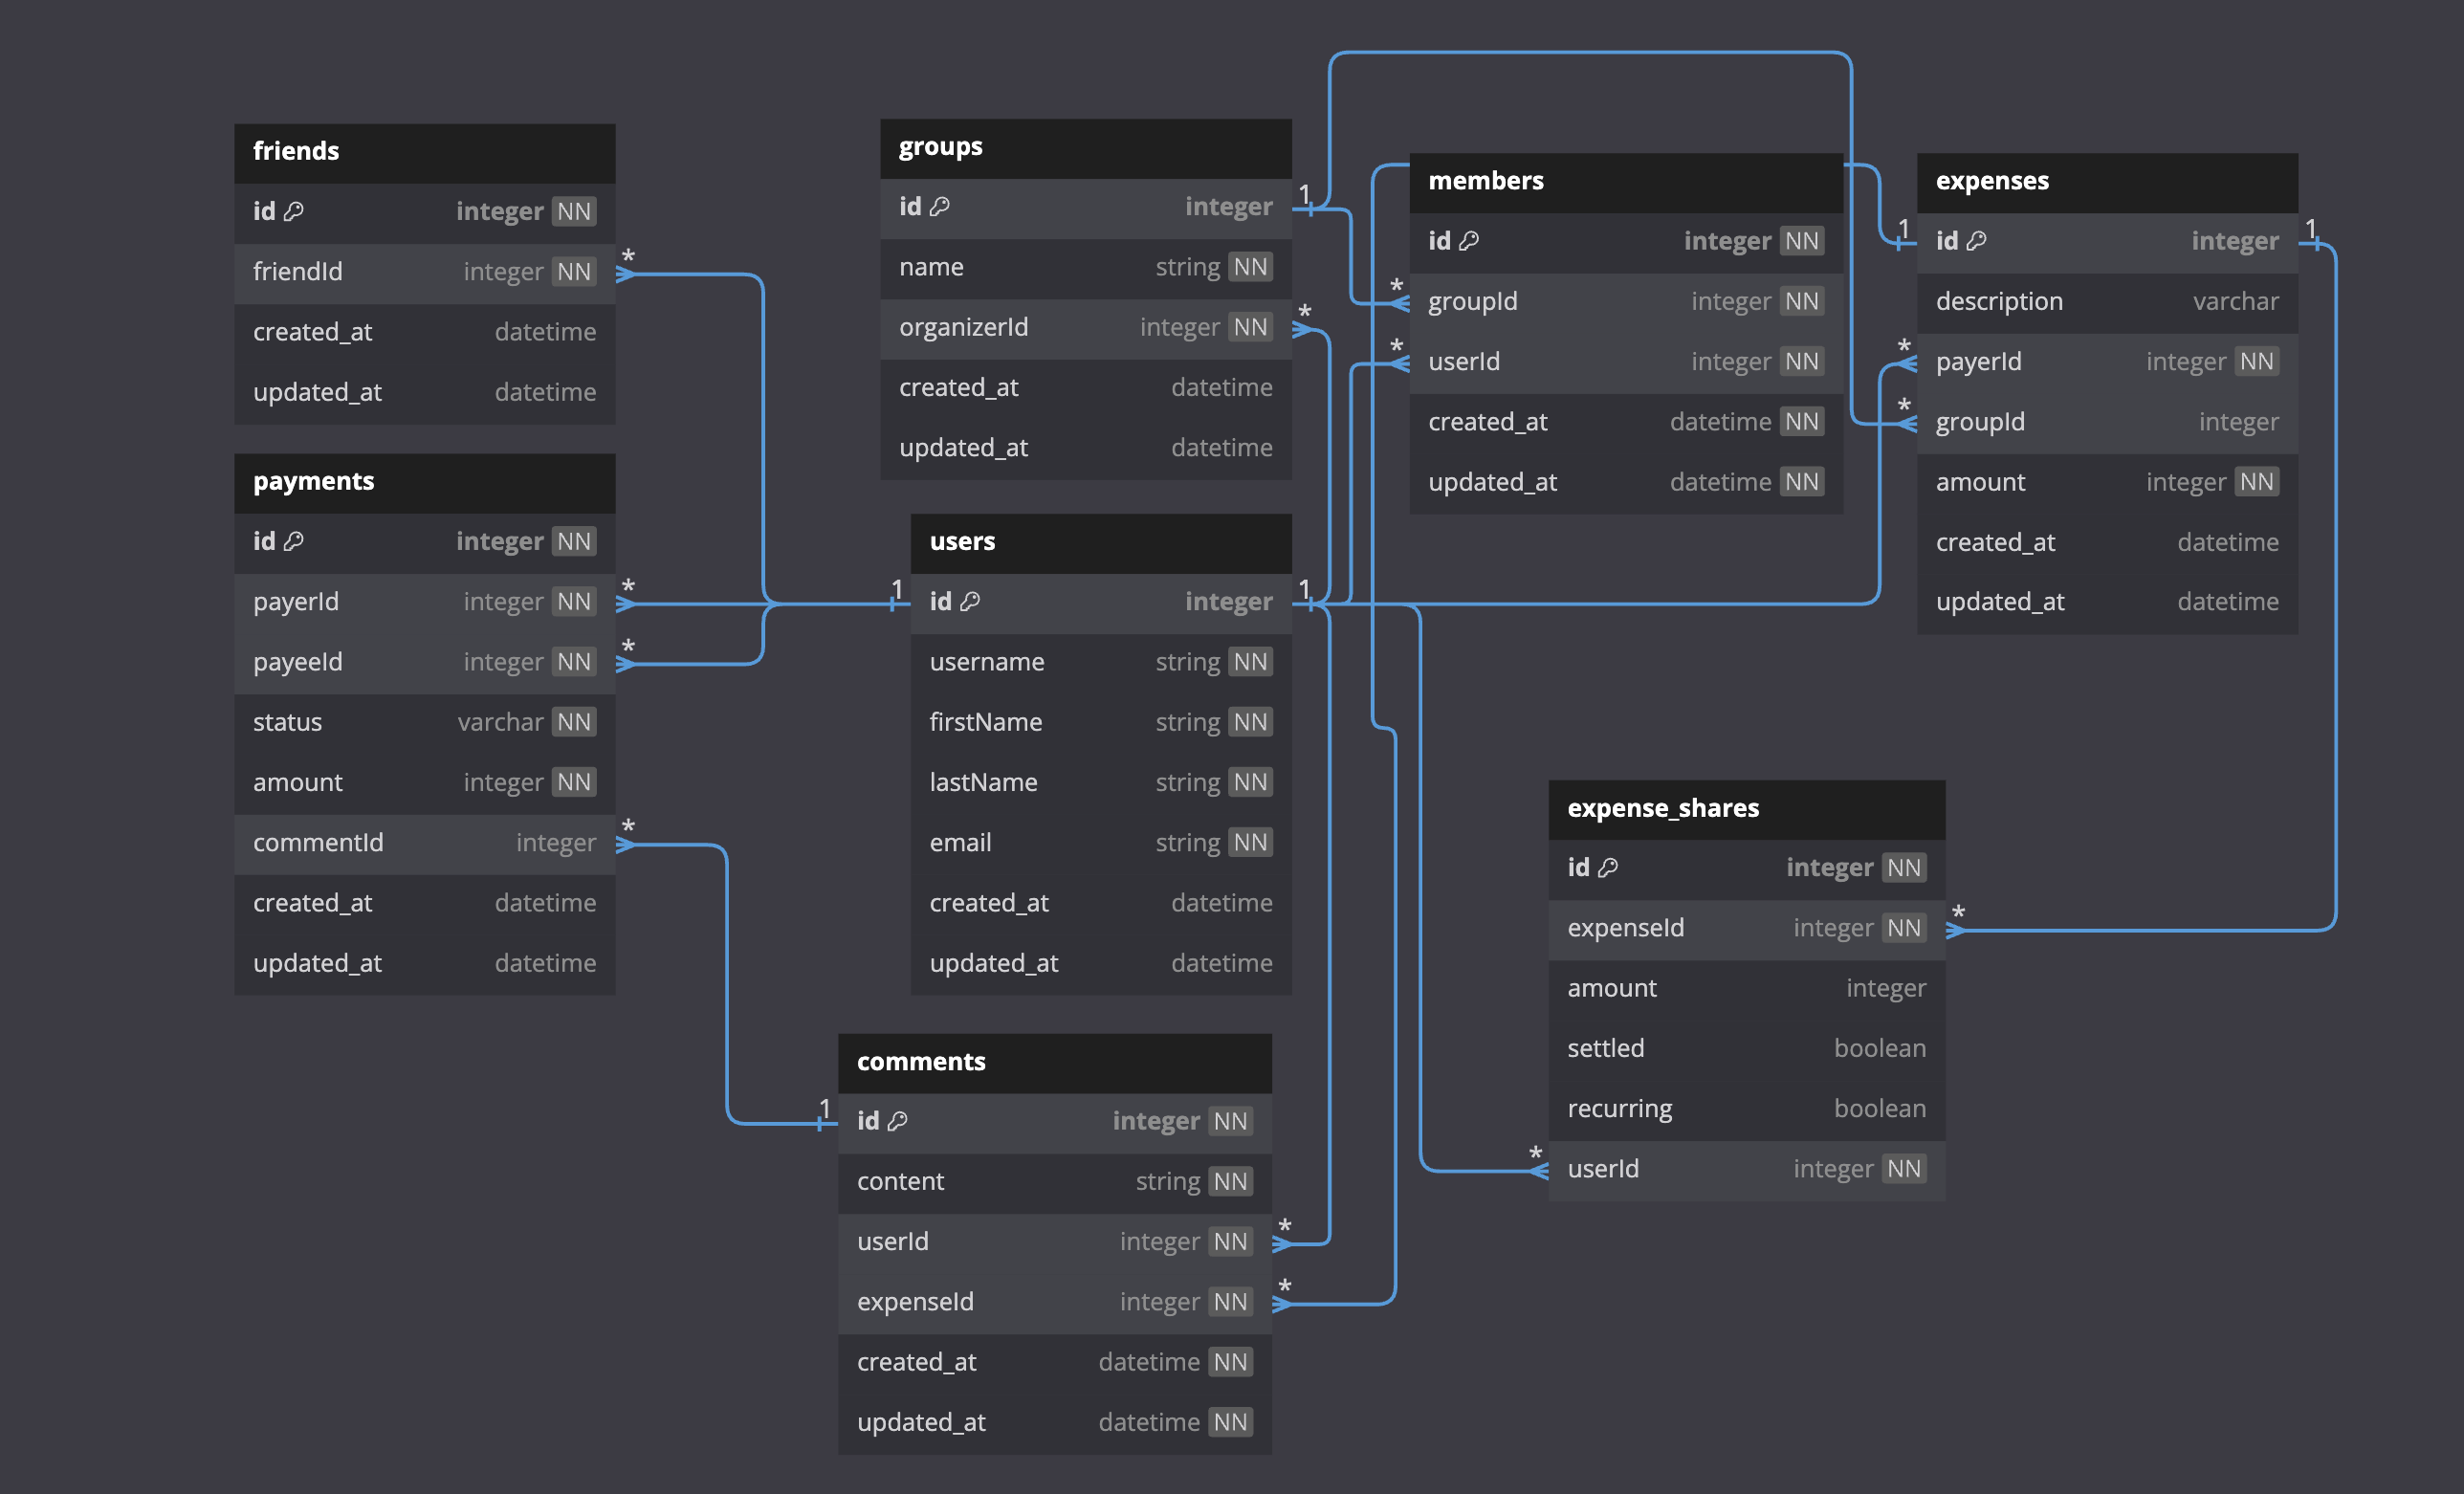 friends
id integer NN
friendId integer NN
created_at datetime
updated_at datetime
payments
id integer NN
payerId integer NN
payeeId integer NN
status varchar NN
amount integer NN
commentId integer
created_at datetime
updated_at datetime
groups
id integer
name string NN
organizerId integer NN
created_at datetime
updated_at datetime
users
id integer
username string NN
firstName string NN
lastName string NN
email string NN
created_at datetime
updated_at datetime
comments
id integer NN
content string NN
userId integer NN
expenseId integer NN
created_at datetime NN
updated_at datetime NN
members
id integer NN
groupId integer NN
userId integer NN
created_at datetime NN
updated_at datetime NN
expenses
id integer
description varchar
payerId integer NN
groupId integer
amount integer NN
created_at datetime
updated_at datetime
expense_shares
id integer NN
expenseId integer NN
amount integer
settled boolean
recurring boolean
userId integer NN
*
*
*
*
1
1
1
*
1
*
*
*
*
1
*
*
1
1
*
*